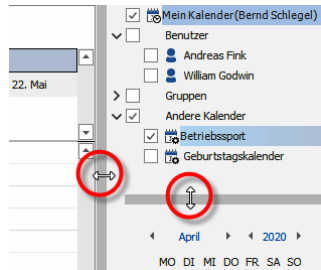 Mein Kalender(Bernd Schlegel)
Benutzer
Andreas Fink
22. Mai
William Godwin
Gruppen
Andere Kalender
Betriebssport
Geburtstagskalender
April 2020
MO DI MI DO FR SA SO